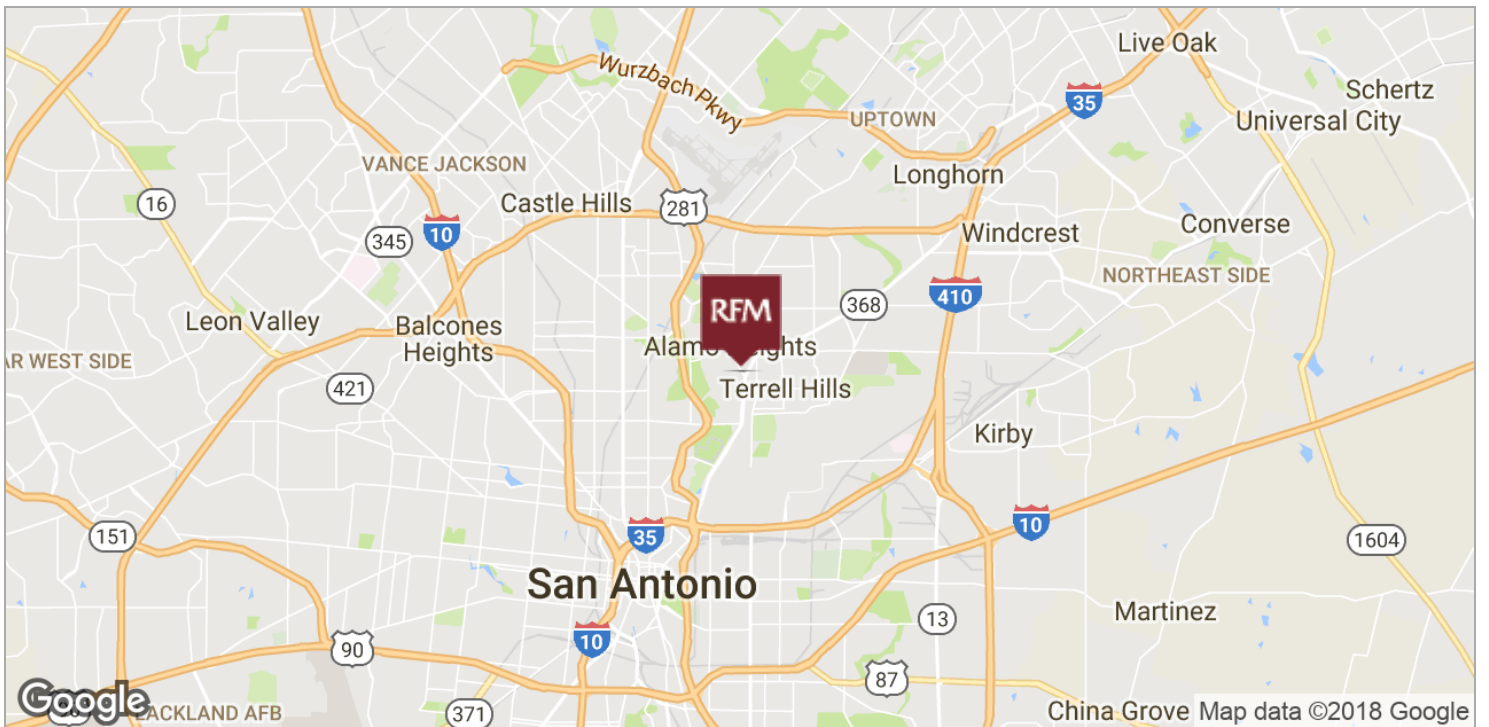 Live Oak
Wurzbach Pkwy
Schertz
35
UPTOWN
Universal City
VANCE JACKSON
Longhorn
16
Castle Hills
281
Converse
345
10
Windcrest
NORTHEAST SIDE
410
368
RFM
Leon Valley
Balcones
Heights
Alamo Heights
AR WEST SIDE
421
Terrell Hills
Kirby
10
151
35
1604
San Antonio
Martinez
13
10
90
87
Google
LACKLAND AFB
371
China Grove
Map data ©2018 Google